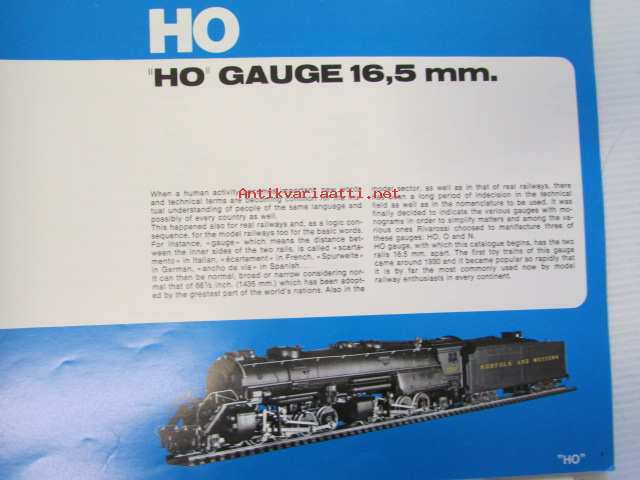 HO
"HO" GAUGE 16,5 mm.
When a human activity
and technical terms are becoming
tual understanding of people of the same language and
possibly of every country as well.
This happened also for real railways and, as a logic con-
sequence, for the model railways too for the basic words.
For instance, «gauge» which means the distance bet-
ween the inner sides of the two rails, is called «scarta-
mento» in Italian, «écartement» in French, «Spurweite»
in German, «ancho de via» in Spanish...
It can then be normal, broad or narrow considering nor-
mal that of 56½ inch. (1435 mm.) which has been adopt-
ed by the greatest part of the world's nations. Also in the
model sector, as well as in that of real railways, there
been a long period of indecision in the technical
field as well as in the nomenclature to be used. It was
finally decided to indicate the various gauges with mo-
nograms in order to simplify matters and among the va-
rious ones Rivarossi choosed to manifacture three of
these gauges: HO, O and N.
HO gauge, with which this catalogue begins, has the two
rails 16.5 mm. apart. The first toy trains of this gauge
came around 1930 and it became popular so rapidly that
it is by far the most commonly used now by model
railway enthusiasts in every continent.
Antikvariaatti.net
NORFOLK AND WESTERN
"HO"